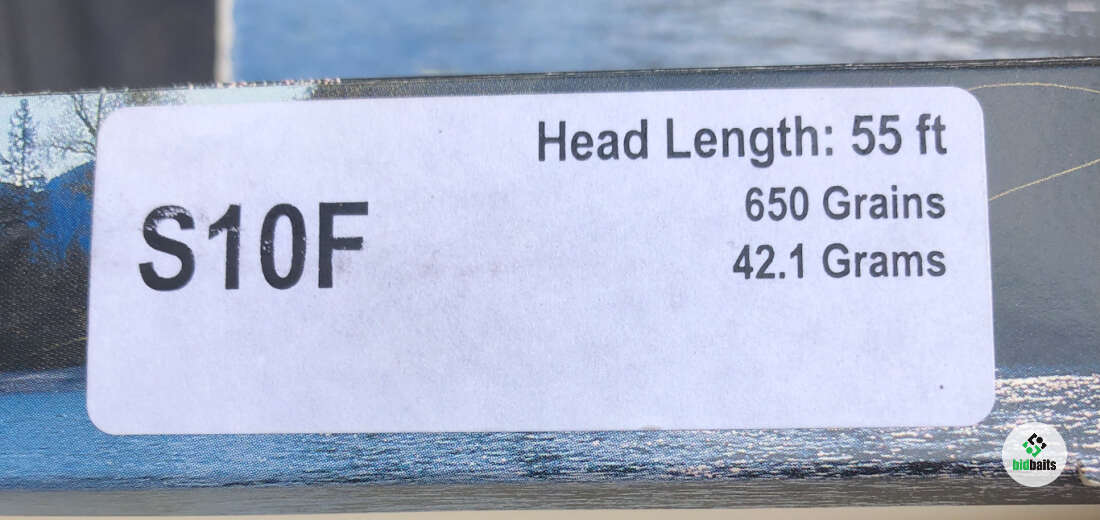 Head Length: 55 ft
S10F
650 Grains
42.1 Grams
bidbaits